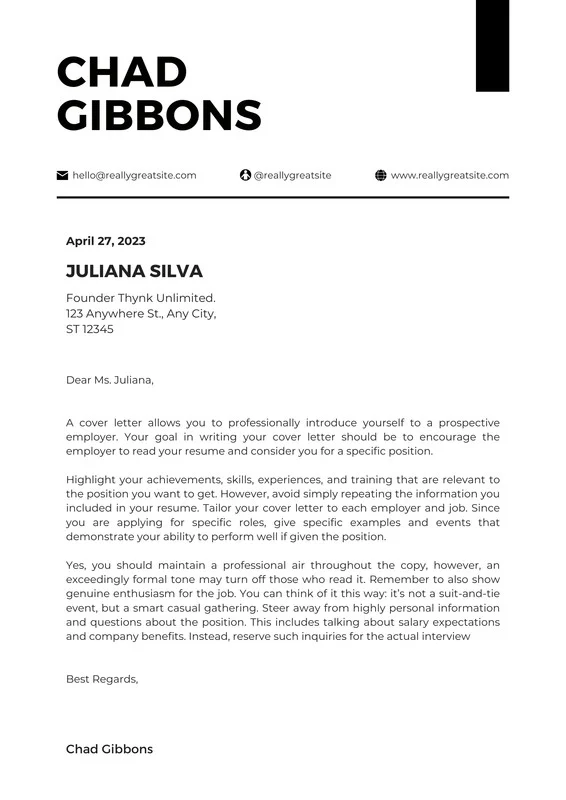 CHAD
GIBBONS
hello@reallygreatsite.com @reallygreatsite www.reallygreatsite.com
April 27, 2023
JULIANA SILVA
Founder Thynk Unlimited.
123 Anywhere St., Any City,
ST 12345
Dear Ms. Juliana,
A cover letter allows you to professionally introduce yourself to a prospective
employer. Your goal in writing your cover letter should be to encourage the
employer to read your resume and consider you for a specific position.
Highlight your achievements, skills, experiences, and training that are relevant to
the position you want to get. However, avoid simply repeating the information you
included in your resume. Tailor your cover letter to each employer and job. Since
you are applying for specific roles, give specific examples and events that
demonstrate your ability to perform well if given the position.
Yes, you should maintain a professional air throughout the copy, however, an
exceedingly formal tone may turn off those who read it. Remember to also show
genuine enthusiasm for the job. You can think of it this way: it’s not a suit-and-tie
event, but a smart casual gathering. Steer away from highly personal information
and questions about the position. This includes talking about salary expectations
and company benefits. Instead, reserve such inquiries for the actual interview
Best Regards,
Chad Gibbons